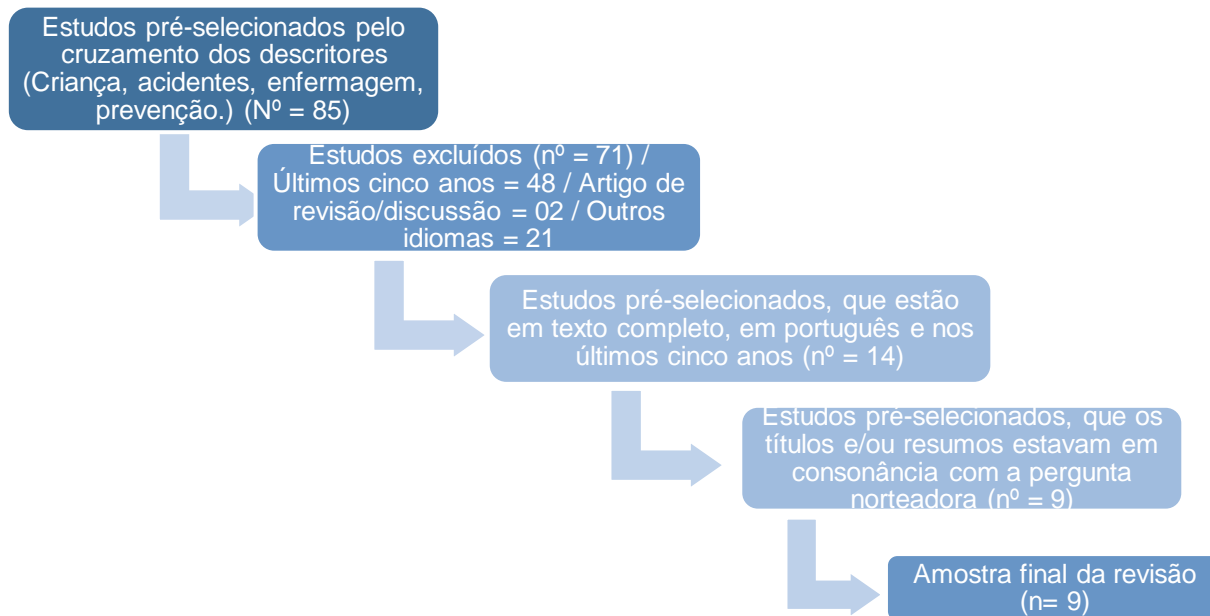 Estudos pré-selecionados pelo
cruzamento dos descritores
(Criança, acidentes, enfermagem,
prevenção.) (Nº = 85)
Estudos excluídos (nº = 71) /
Últimos cinco anos = 48 / Artigo de
revisão/discussão = 02 / Outros
idiomas = 21
Estudos pré-selecionados, que estão
em texto completo, em português e nos
últimos cinco anos (nº = 14)
Estudos pré-selecionados, que os
títulos e/ou resumos estavam em
consonância com a pergunta
norteadora (nº = 9)
Amostra final da revisão
(n= 9)